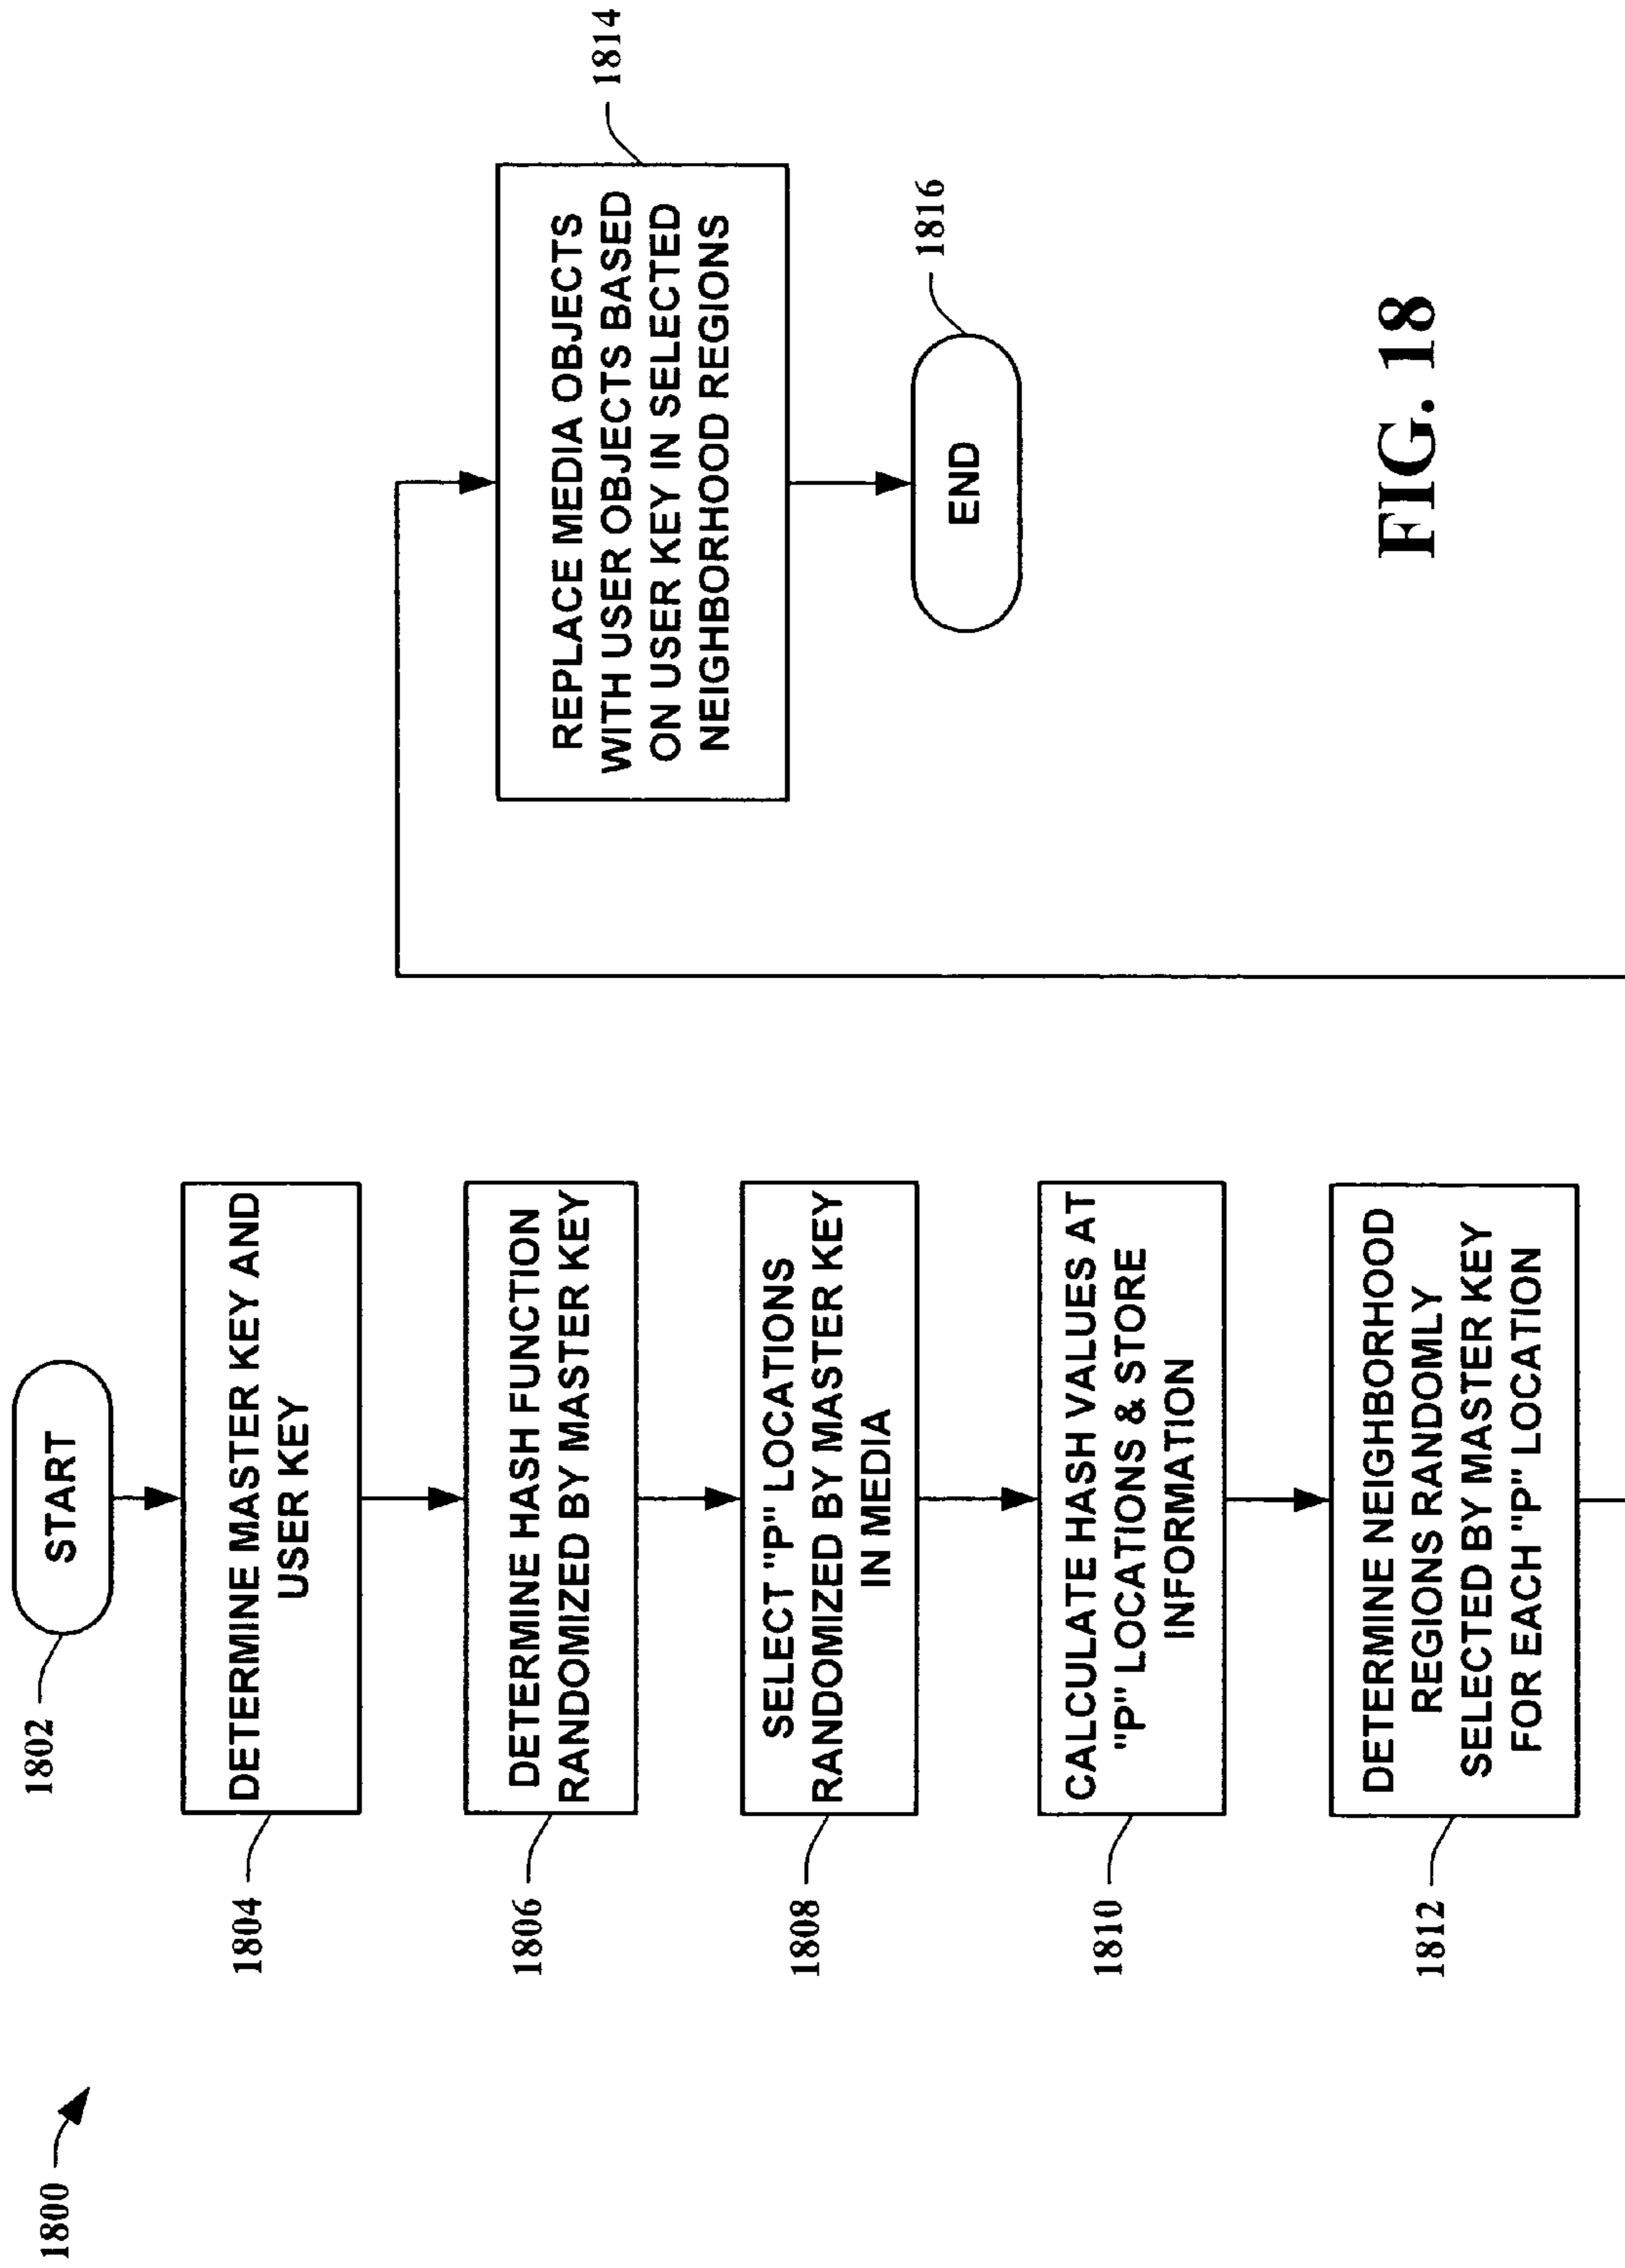 1800
START
1802
DETERMINE MASTER KEY AND
USER KEY
1804
DETERMINE HASH FUNCTION
RANDOMIZED BY MASTER KEY
1806
SELECT "P" LOCATIONS
RANDOMIZED BY MASTER KEY
IN MEDIA
1808
CALCULATE HASH VALUES AT
"P" LOCATIONS & STORE
INFORMATION
1810
DETERMINE NEIGHBORHOOD
REGIONS RANDOMLY
SELECTED BY MASTER KEY
FOR EACH "P" LOCATION
1812
REPLACE MEDIA OBJECTS
WITH USER OBJECTS BASED
ON USER KEY IN SELECTED
NEIGHBORHOOD REGIONS
1814
END
1816
FIG. 18